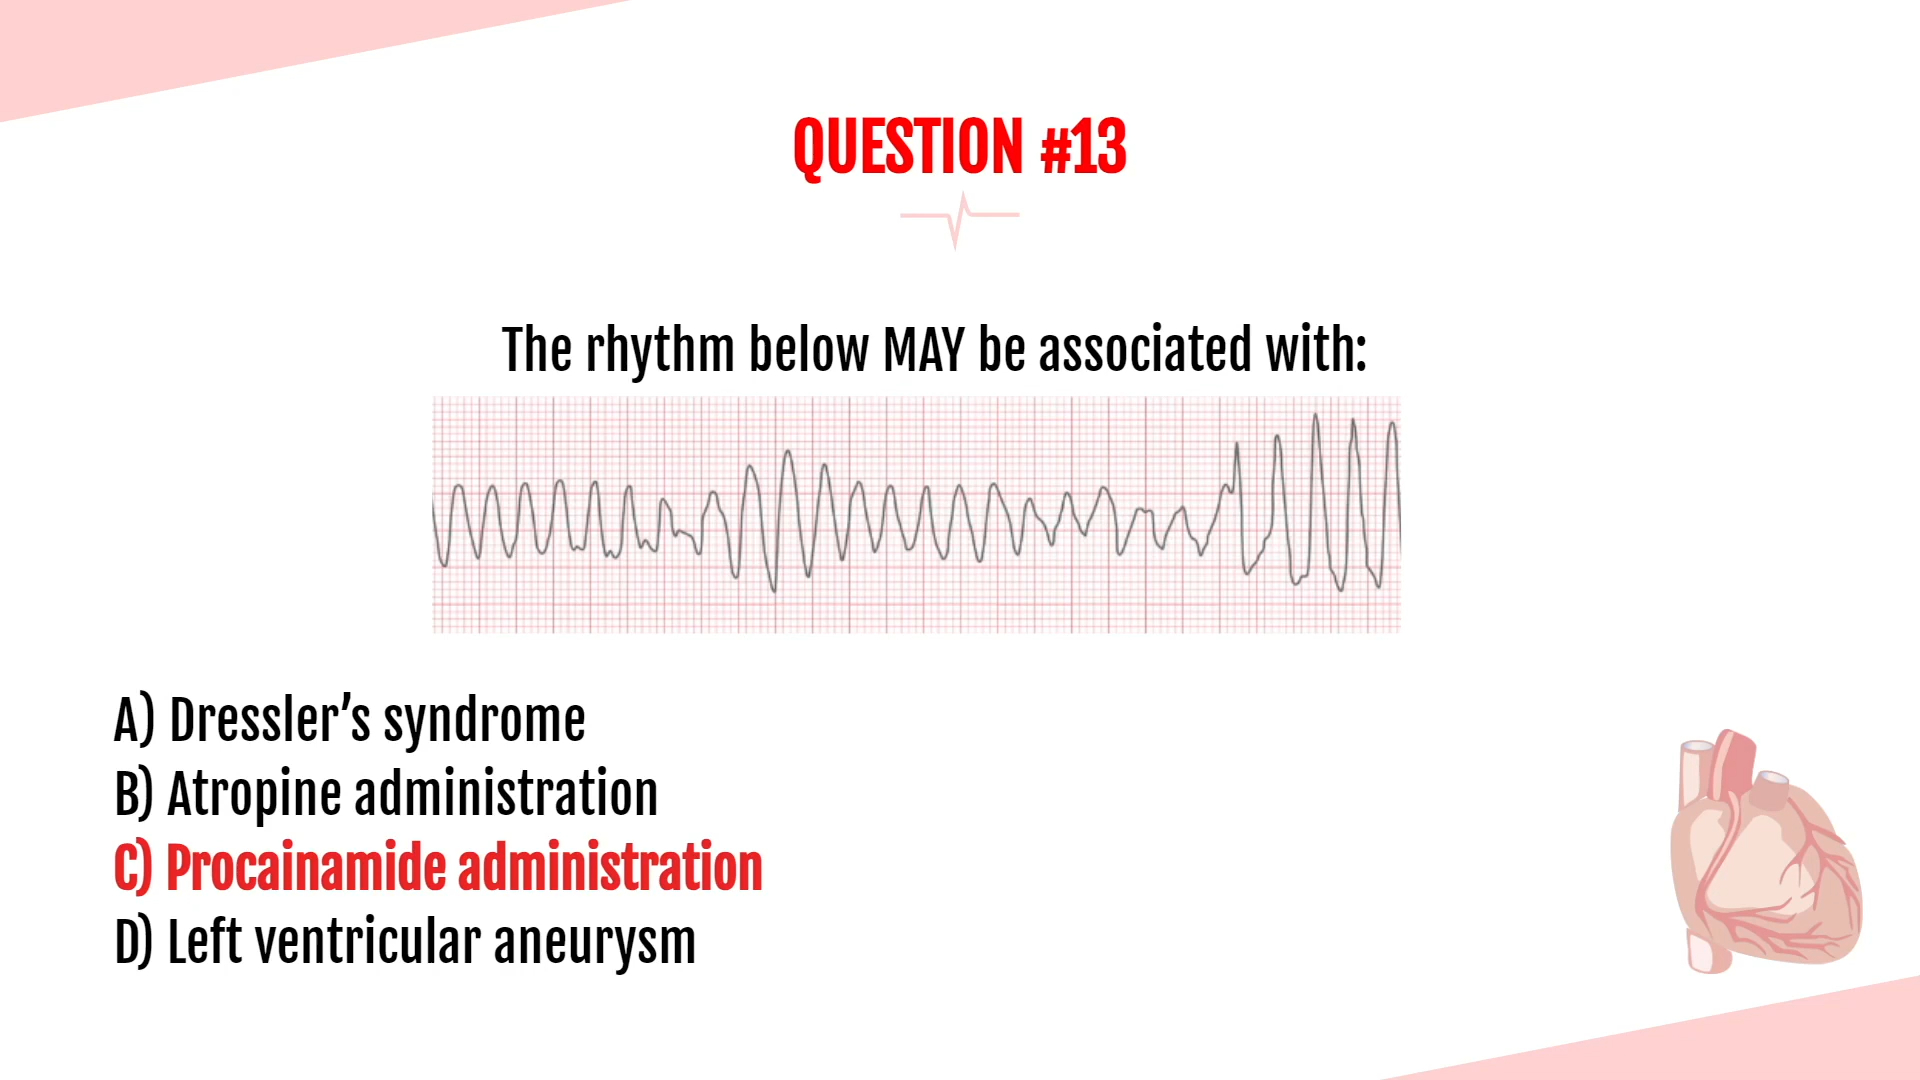 QUESTION #13
The rhythm below MAY be associated with:
A) Dressler’s syndrome
B) Atropine administration
C) Procainamide administration
D) Left ventricular aneurysm